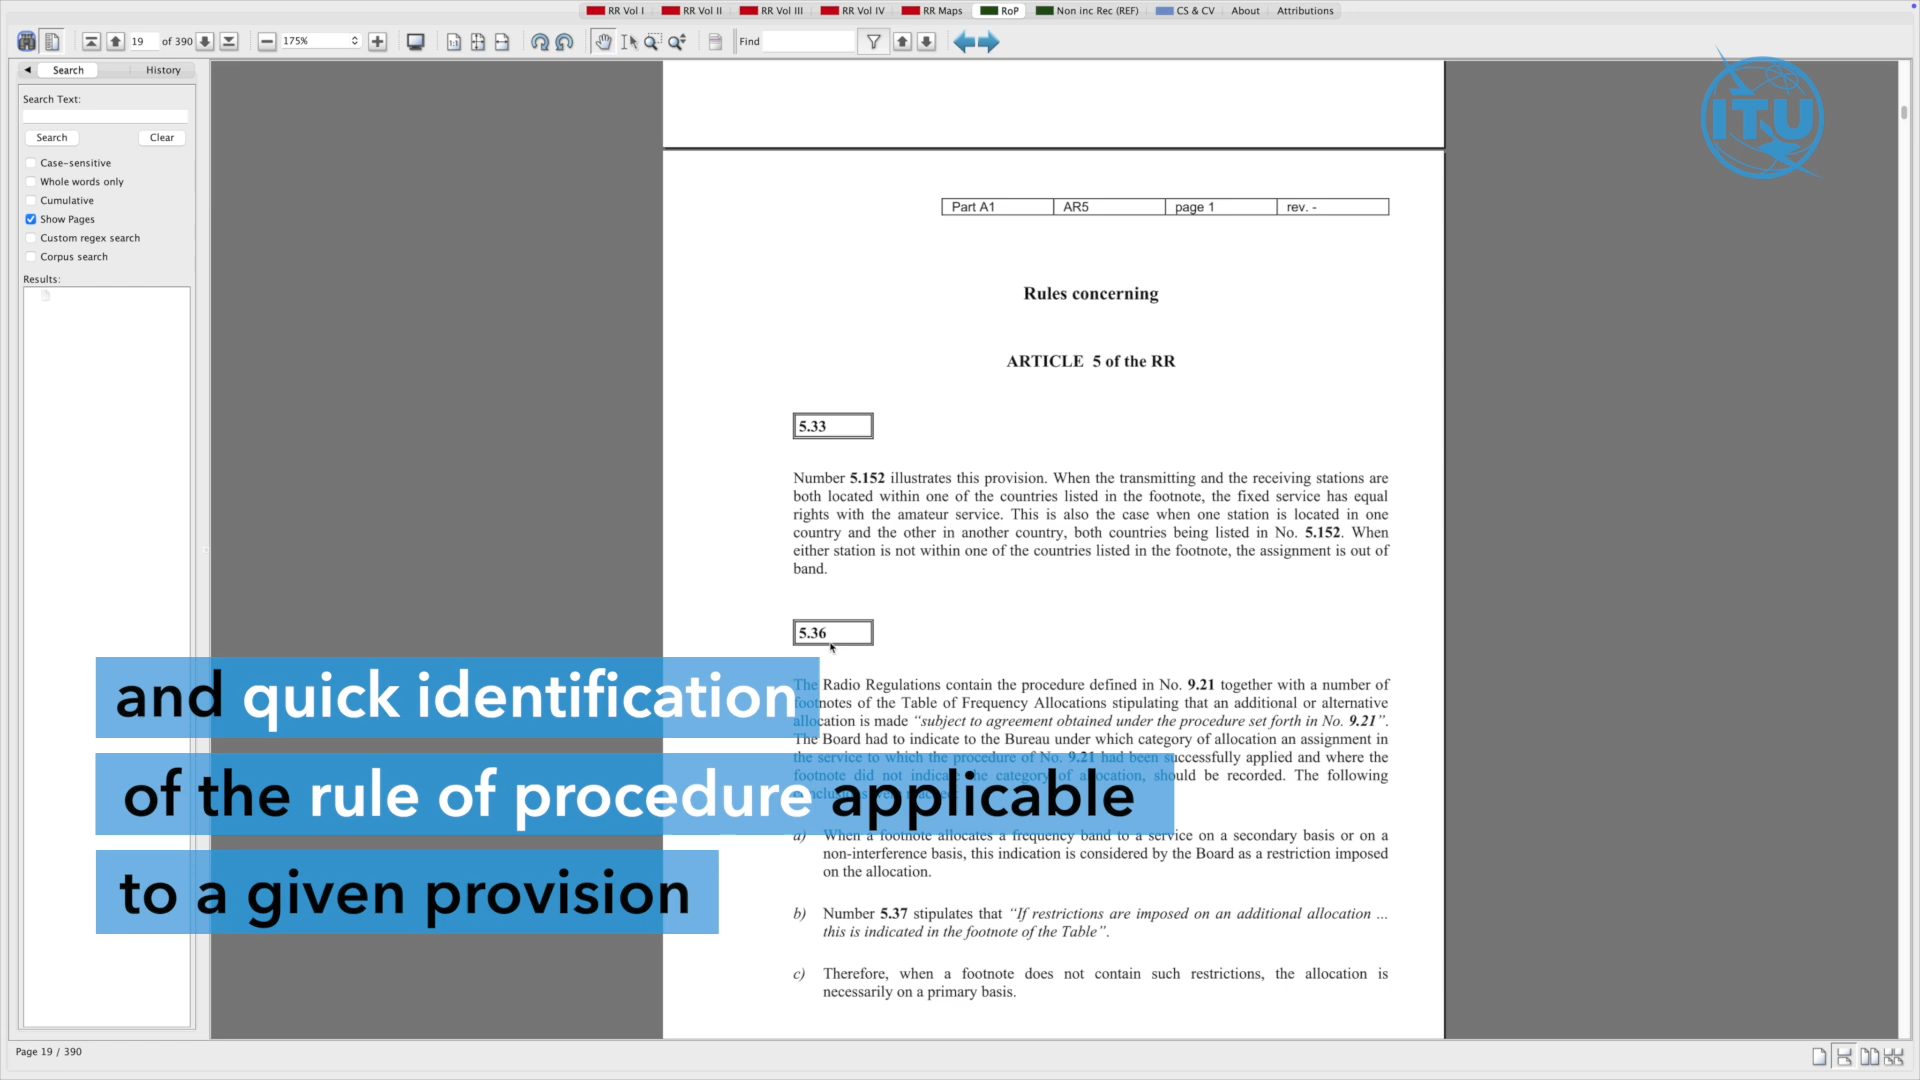 RR Vol I RR Vol II RR Vol III RR Vol IV RR Maps RoP Non inc Rec (REF) CS & CV About Attributions
19 of 390 175% Find
Search History
Search Text:
Search Clear
Case-sensitive
Whole words only
Cumulative
Show Pages
Custom regex search
Corpus search
Results:
ITU
Part A1 AR5 page 1 rev. -
Rules concerning
ARTICLE 5 of the RR
5.33
Number 5.152 illustrates this provision. When the transmitting and the receiving stations are
both located within one of the countries listed in the footnote, the fixed service has equal
rights with the amateur service. This is also the case when one station is located in one
country and the other in another country, both countries being listed in No. 5.152. When
either station is not within one of the countries listed in the footnote, the assignment is out of
band.
5.36
The Radio Regulations contain the procedure defined in No. 9.21 together with a number of
footnotes of the Table of Frequency Allocations stipulating that an additional or alternative
allocation is made “subject to agreement obtained under the procedure set forth in No. 9.21”.
The Board had to indicate to the Bureau under which category of allocation an assignment in
the service to which the procedure of No. 9.21 had been successfully applied and where the
footnote did not indicate the category of allocation, should be recorded. The following
a) When a footnote allocates a frequency band to a service on a secondary basis or on a
non-interference basis, this indication is considered by the Board as a restriction imposed
on the allocation.
b) Number 5.37 stipulates that “If restrictions are imposed on an additional allocation ...
this is indicated in the footnote of the Table”.
c) Therefore, when a footnote does not contain such restrictions, the allocation is
necessarily on a primary basis.
and quick identification
of the rule of procedure applicable
to a given provision
Page 19 / 390